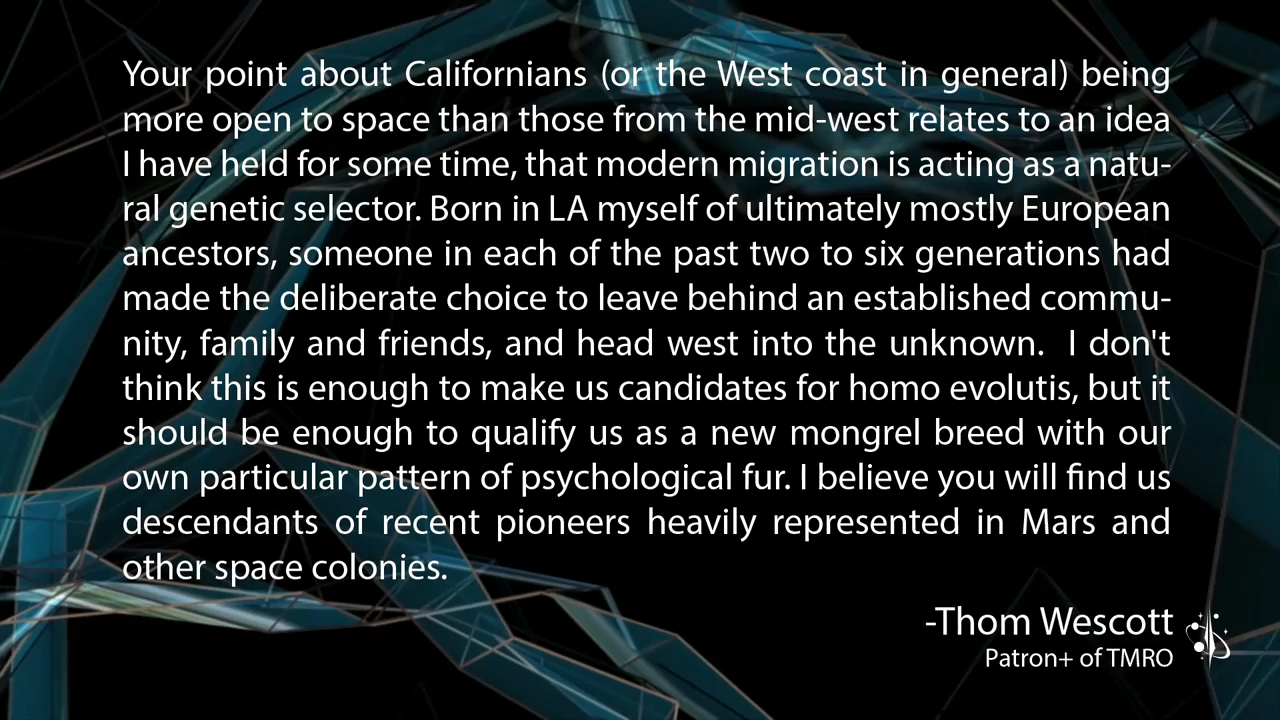 Your point about Californians (or the West coast in general) being
more open to space than those from the mid-west relates to an idea
I have held for some time, that modern migration is acting as a natu-
ral genetic selector. Born in LA myself of ultimately mostly European
ancestors, someone in each of the past two to six generations had
made the deliberate choice to leave behind an established commu-
nity, family and friends, and head west into the unknown.  I don't
think this is enough to make us candidates for homo evolutis, but it
should be enough to qualify us as a new mongrel breed with our
own particular pattern of psychological fur. I believe you will find us
descendants of recent pioneers heavily represented in Mars and
other space colonies.
-Thom Wescott
Patron+ of TMRO